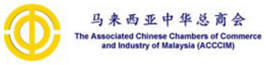 马来西亚中华总商会
The Associated Chinese Chambers of Commerce
and Industry of Malaysia (ACCCIM)